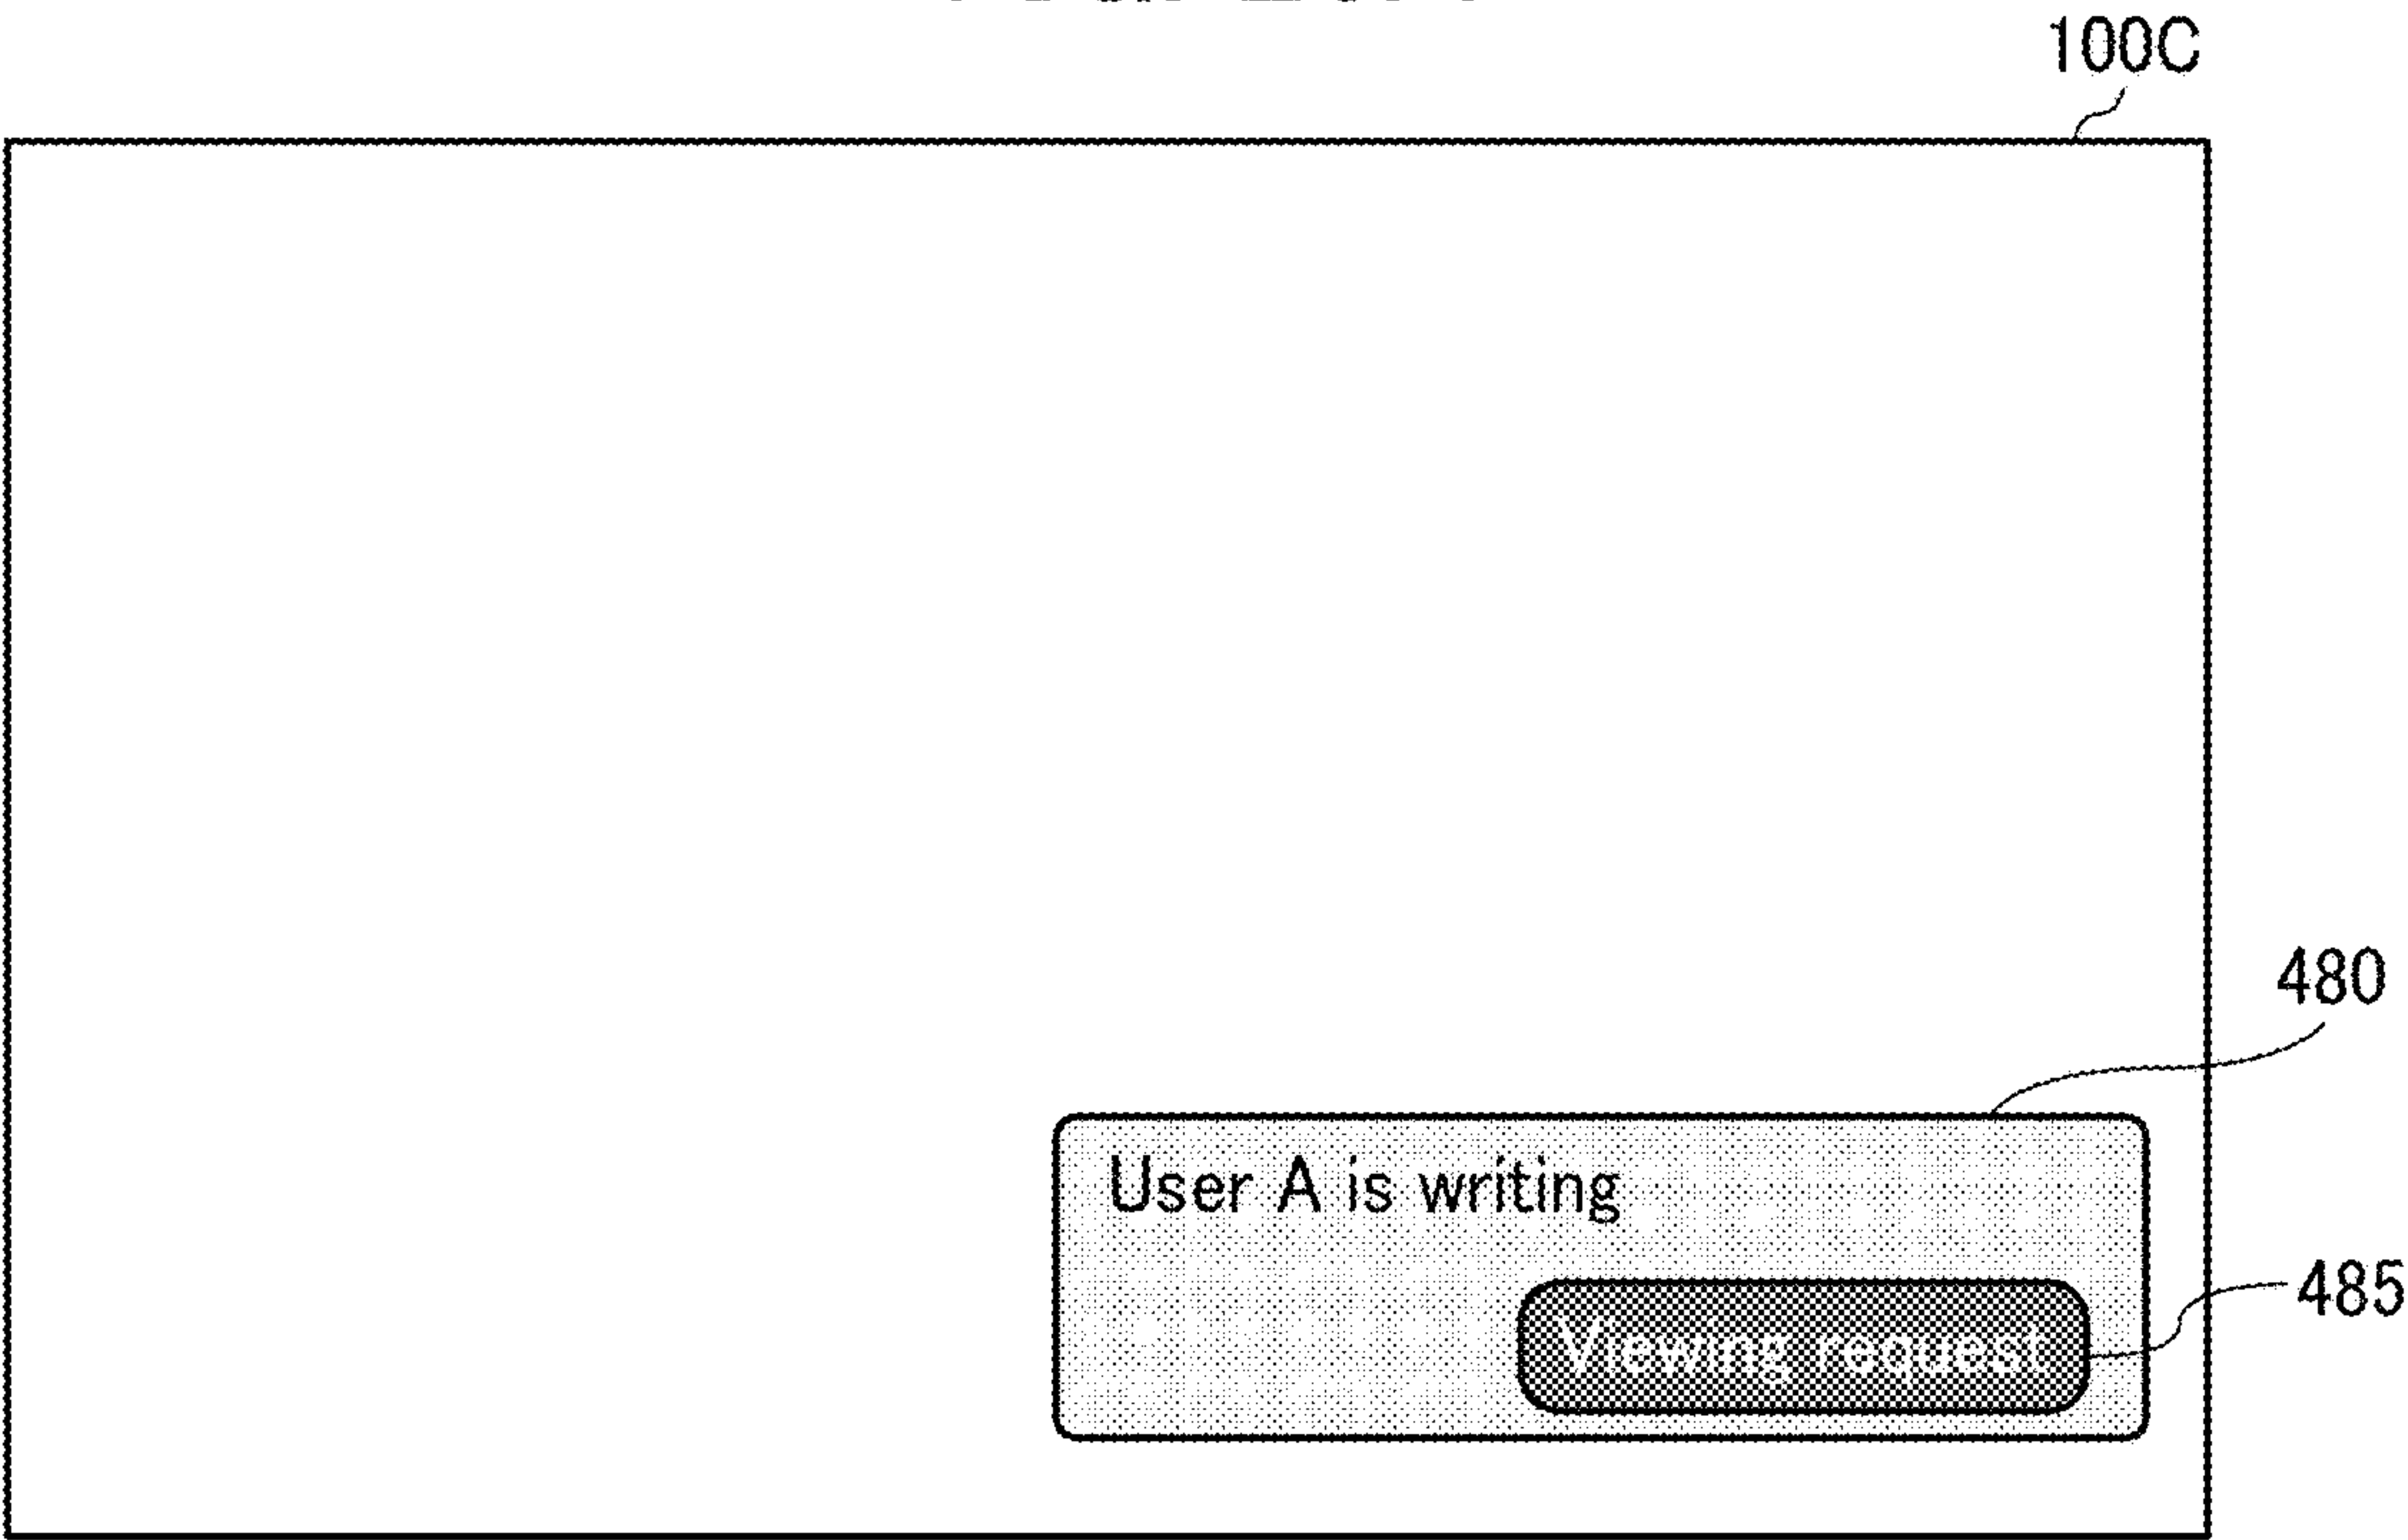 100C
480
User A is writing
485
Viewing request